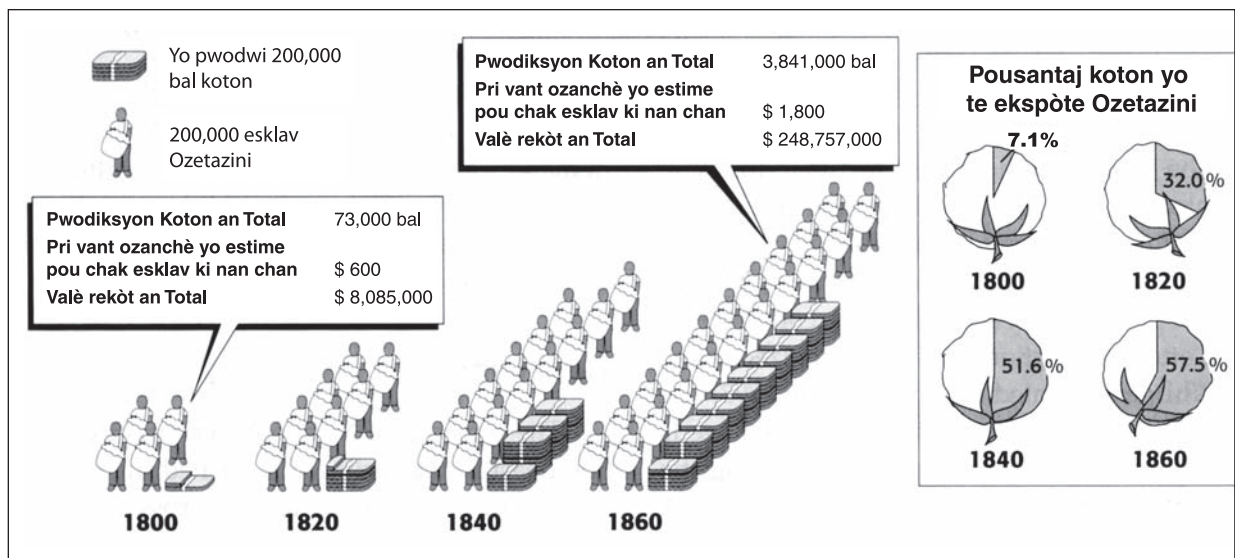 Yo pwodwi 200,000
bal koton
200,000 esklav
Ozetazini
Pwodiksyon Koton an Total 73,000 bal
Pri vant ozanchè yo estime
pou chak esklav ki nan chan $ 600
Valè rekòt an Total $ 8,085,000
Pwodiksyon Koton an Total 3,841,000 bal
Pri vant ozanchè yo estime
pou chak esklav ki nan chan $ 1,800
Valè rekòt an Total $ 248,757,000
1800
1820
1840
1860
Pousantaj koton yo
te ekspòte Ozetazini
7.1%
32.0 %
1800
1820
51.6 %
57.5 %
1840
1860